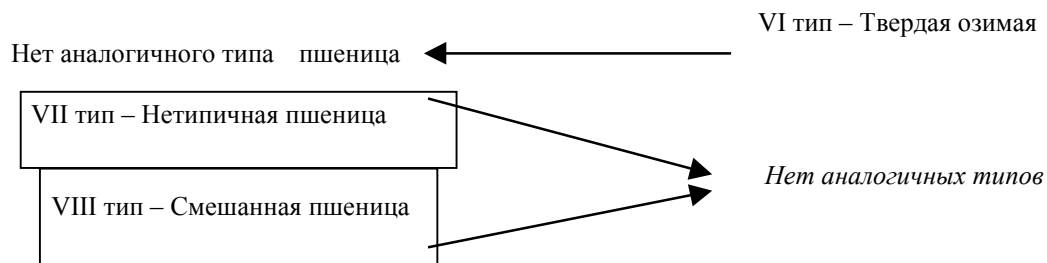 VI тип – Твердая озимая
Нет аналогичного типа пшеница
VII тип – Нетипичная пшеница
Нет аналогичных типов
VIII тип – Смешанная пшеница